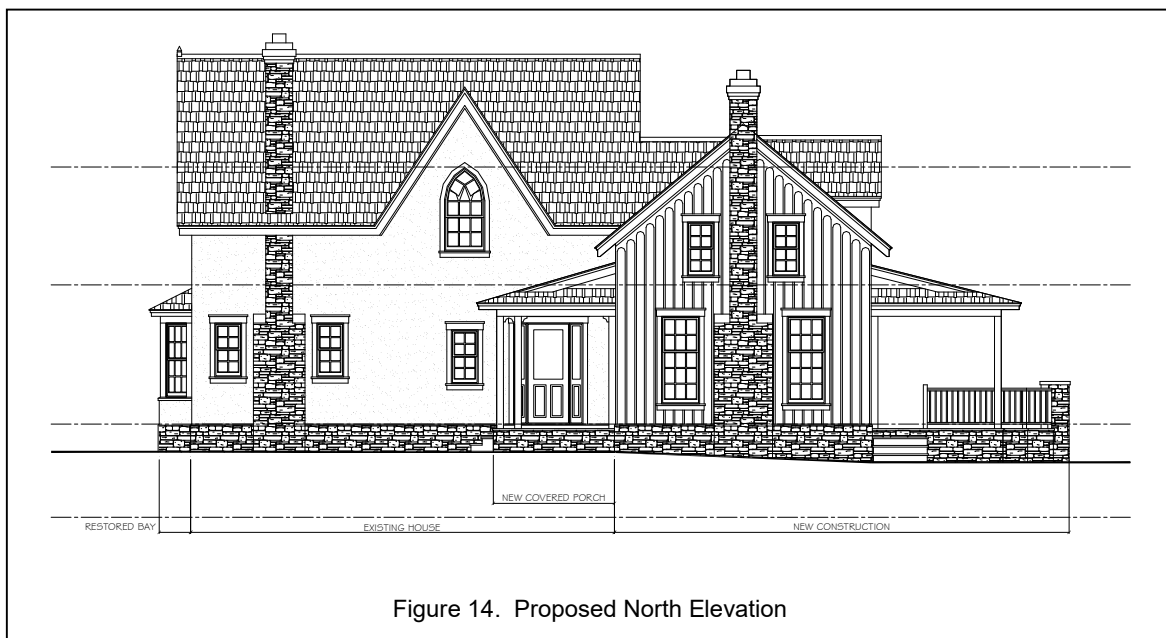 NEW COVERED PORCH
RESTORED BAY
EXISTING HOUSE
NEW CONSTRUCTION
Figure 14. Proposed North Elevation